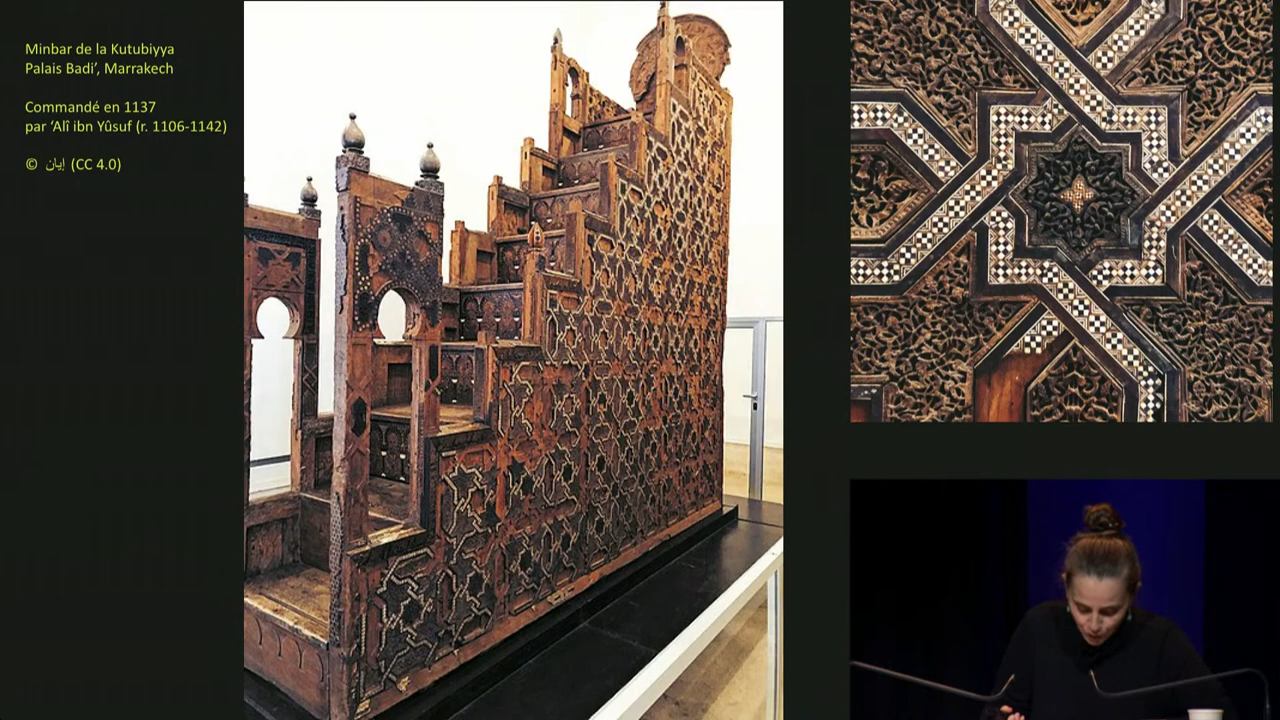 Minbar de la Kutubiyya
Palais Badi’, Marrakech
Commandé en 1137
par ‘Alî ibn Yûsuf (r. 1106-1142)
© إيان (CC 4.0)